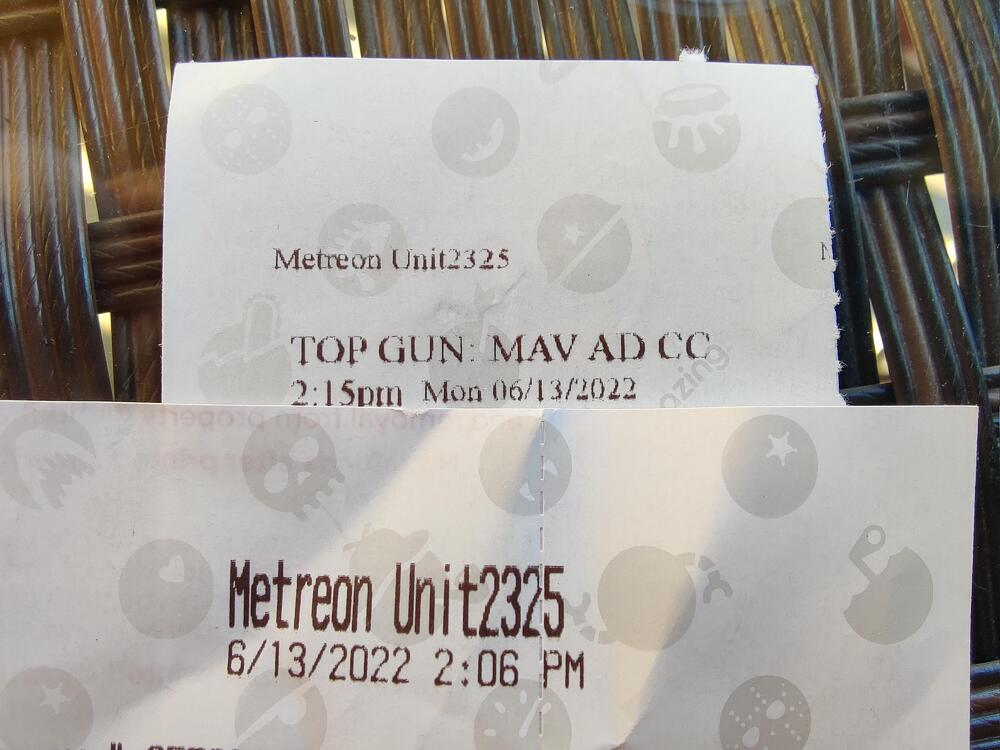 Metreon Unit2325
TOP GUN: MAV AD CC
2:15pm Mon 06/13/2022
Metreon Unit2325
6/13/2022 2:06 PM